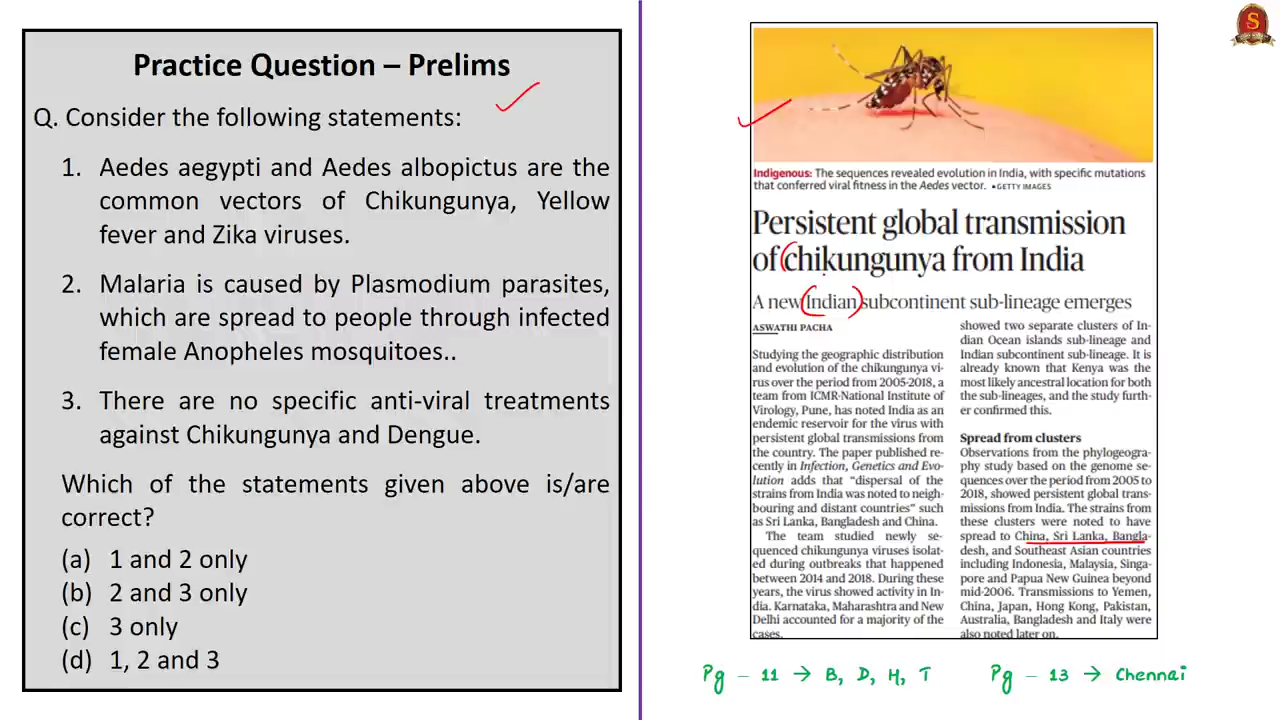 Practice Question – Prelims
Q. Consider the following statements:
1. Aedes aegypti and Aedes albopictus are the
common vectors of Chikungunya, Yellow
fever and Zika viruses.
2. Malaria is caused by Plasmodium parasites,
which are spread to people through infected
female Anopheles mosquitoes..
3. There are no specific anti-viral treatments
against Chikungunya and Dengue.
Which of the statements given above is/are
correct?
(a) 1 and 2 only
(b) 2 and 3 only
(c) 3 only
(d) 1, 2 and 3
S
Indigenous: The sequences revealed evolution in India, with specific mutations
that conferred viral fitness in the Aedes vector. •GETTY IMAGES
Persistent global transmission
of chikungunya from India
A new Indian subcontinent sub-lineage emerges
ASWATHI PACHA
Studying the geographic distribution
and evolution of the chikungunya vi-
rus over the period from 2005-2018, a
team from ICMR-National Institute of
Virology, Pune, has noted India as an
endemic reservoir for the virus with
persistent global transmissions from
the country. The paper published re-
cently in Infection, Genetics and Evo-
lution adds that “dispersal of the
strains from India was noted to neigh-
bouring and distant countries” such
as Sri Lanka, Bangladesh and China.
The team studied newly se-
quenced chikungunya viruses isolat-
ed during outbreaks that happened
between 2014 and 2018. During these
years, the virus showed activity in In-
dia. Karnataka, Maharashtra and New
Delhi accounted for a majority of the
cases.
showed two separate clusters of In-
dian Ocean islands sub-lineage and
Indian subcontinent sub-lineage. It is
already known that Kenya was the
most likely ancestral location for both
the sub-lineages, and the study furth-
er confirmed this.
Spread from clusters
Observations from the phylogeogra-
phy study based on the genome se-
quences over the period from 2005 to
2018, showed persistent global trans-
missions from India. The strains from
these clusters were noted to have
spread to China, Sri Lanka, Bangla-
desh, and Southeast Asian countries
including Indonesia, Malaysia, Singa-
pore and Papua New Guinea beyond
mid-2006. Transmissions to Yemen,
China, Japan, Hong Kong, Pakistan,
Australia, Bangladesh and Italy were
also noted later on.
Pg – 11 → B, D, H, T
Pg – 13 → Chennai